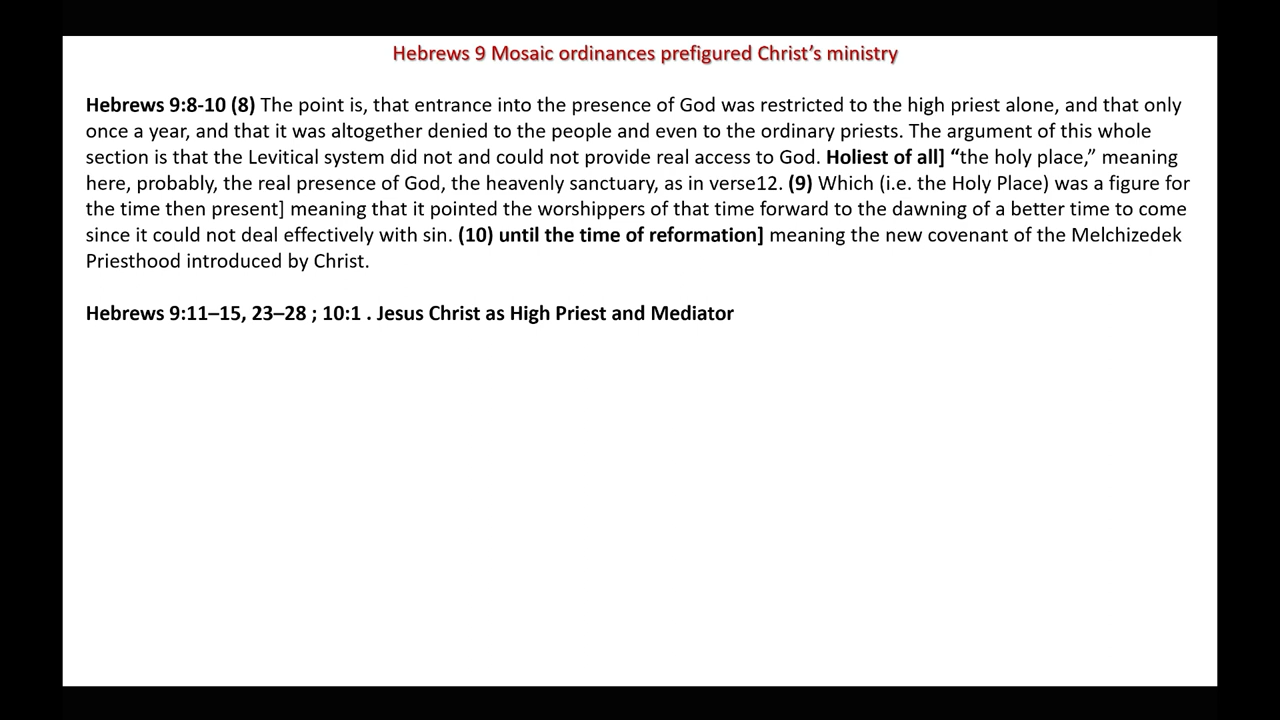 Hebrews 9 Mosaic ordinances prefigured Christ’s ministry
Hebrews 9:8-10 (8) The point is, that entrance into the presence of God was restricted to the high priest alone, and that only
once a year, and that it was altogether denied to the people and even to the ordinary priests. The argument of this whole
section is that the Levitical system did not and could not provide real access to God. Holiest of all] “the holy place,” meaning
here, probably, the real presence of God, the heavenly sanctuary, as in verse12. (9) Which (i.e. the Holy Place) was a figure for
the time then present] meaning that it pointed the worshippers of that time forward to the dawning of a better time to come
since it could not deal effectively with sin. (10) until the time of reformation] meaning the new covenant of the Melchizedek
Priesthood introduced by Christ.
Hebrews 9:11–15, 23–28 ; 10:1 . Jesus Christ as High Priest and Mediator